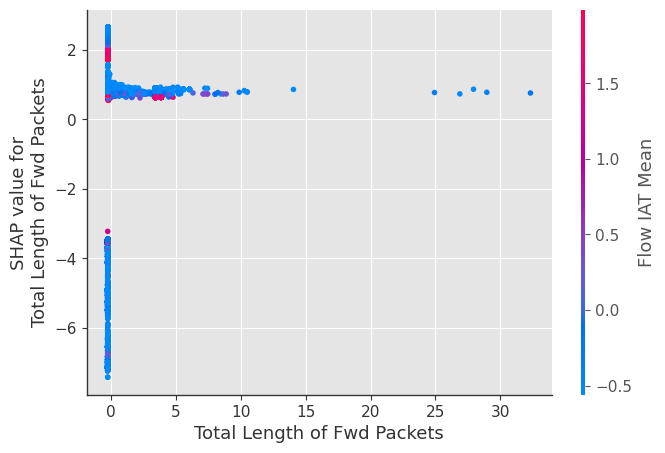 SHAP value for
Total Length of Fwd Packets
2
0
−2
−4
−6
0 5 10 15 20 25 30
Total Length of Fwd Packets
1.5
1.0
0.5
0.0
−0.5
Flow IAT Mean